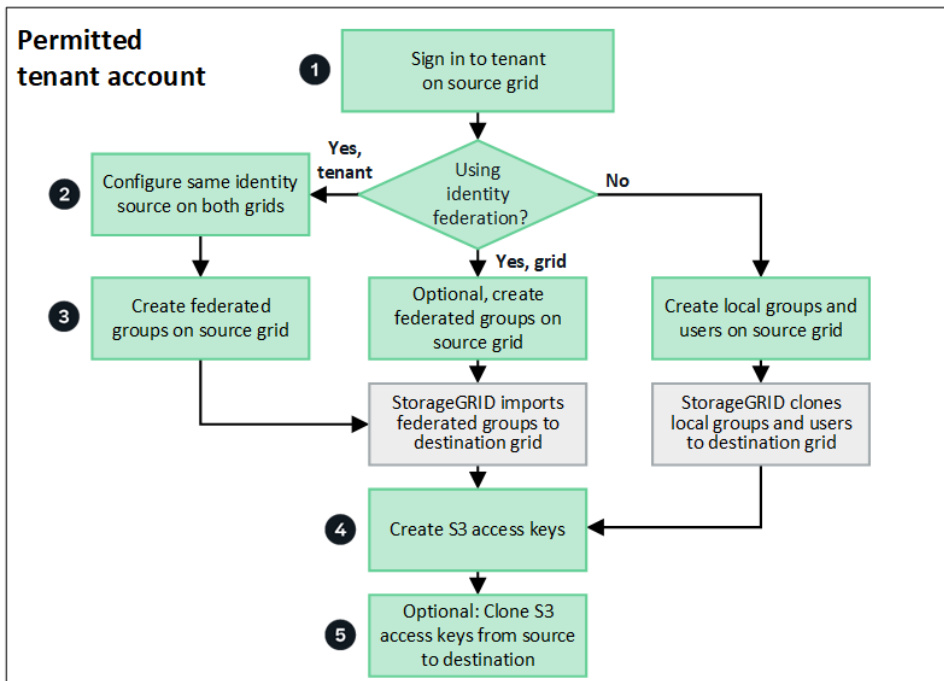 Permitted
tenant account
1
Sign in to tenant
on source grid
Using
identity
federation?
Yes,
tenant
No
2
Configure same identity
source on both grids
Yes, grid
3
Create federated
groups on source grid
Optional, create
federated groups on
source grid
Create local groups and
users on source grid
StorageGRID imports
federated groups to
destination grid
StorageGRID clones
local groups and users
to destination grid
4
Create S3 access keys
5
Optional: Clone S3
access keys from source
to destination